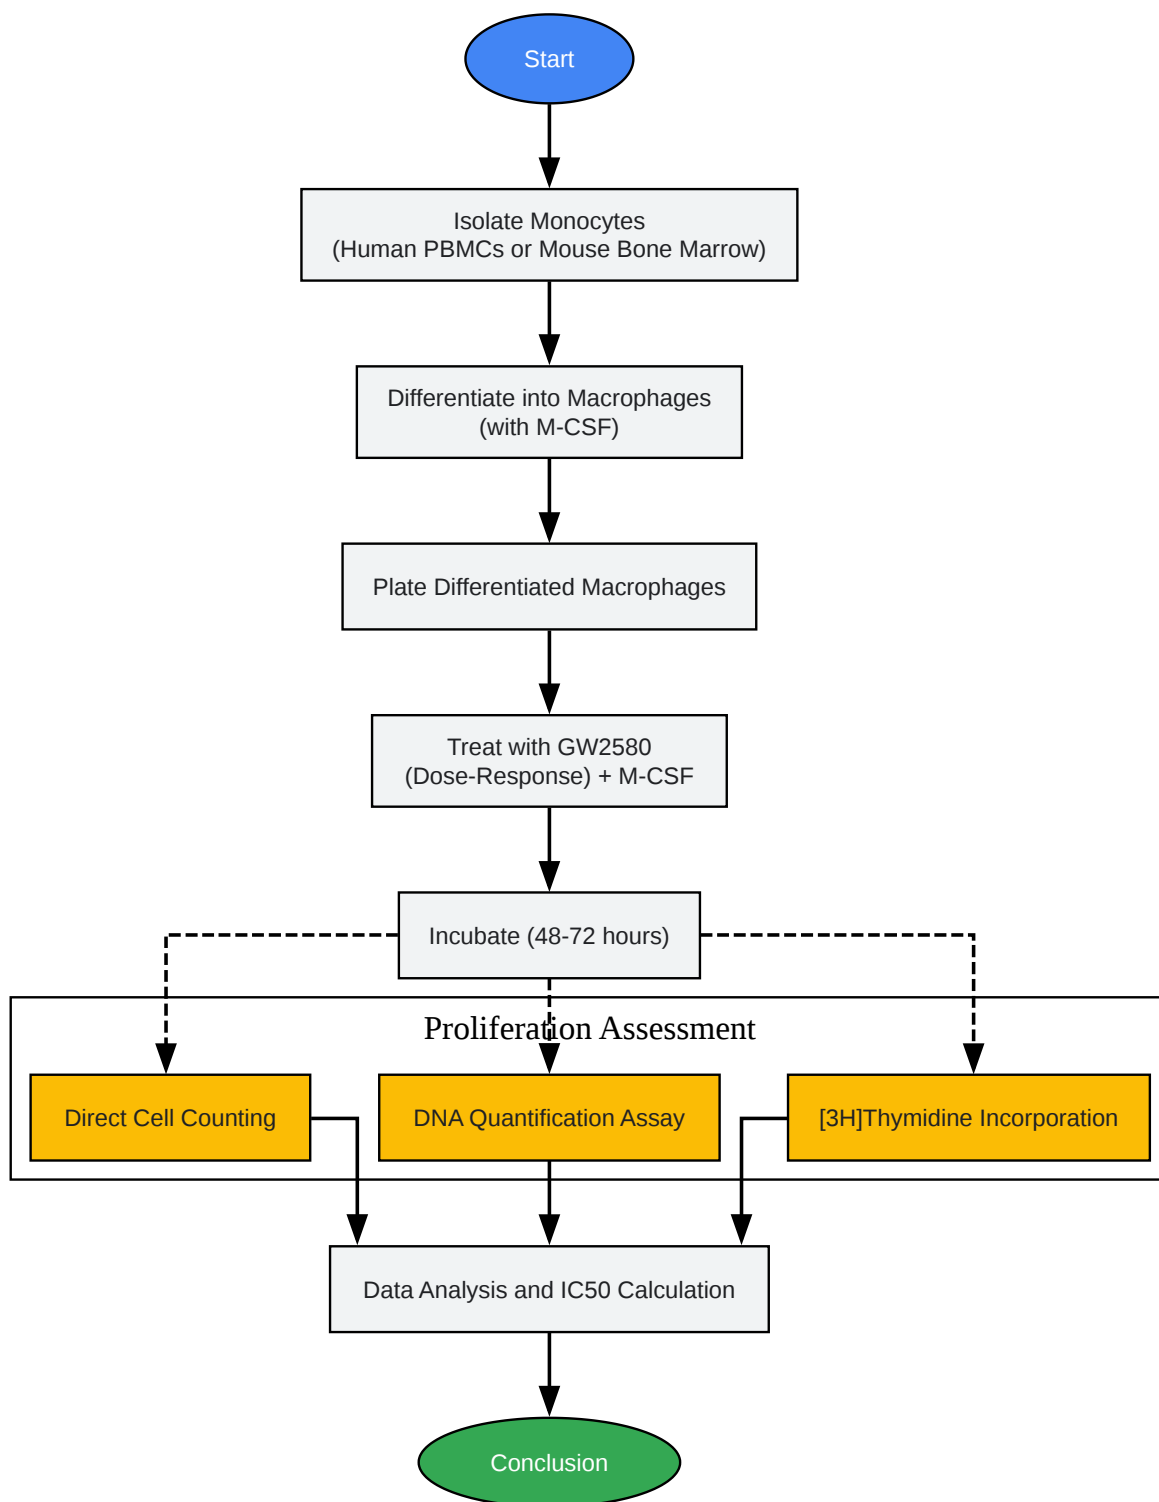 Start
Isolate Monocytes
(Human PBMCs or Mouse Bone Marrow)
Differentiate into Macrophages
(with M-CSF)
Plate Differentiated Macrophages
Treat with GW2580
(Dose-Response) + M-CSF
Incubate (48-72 hours)
Proliferation Assessment
Direct Cell Counting
DNA Quantification Assay
[3H]Thymidine Incorporation
Data Analysis and IC50 Calculation
Conclusion